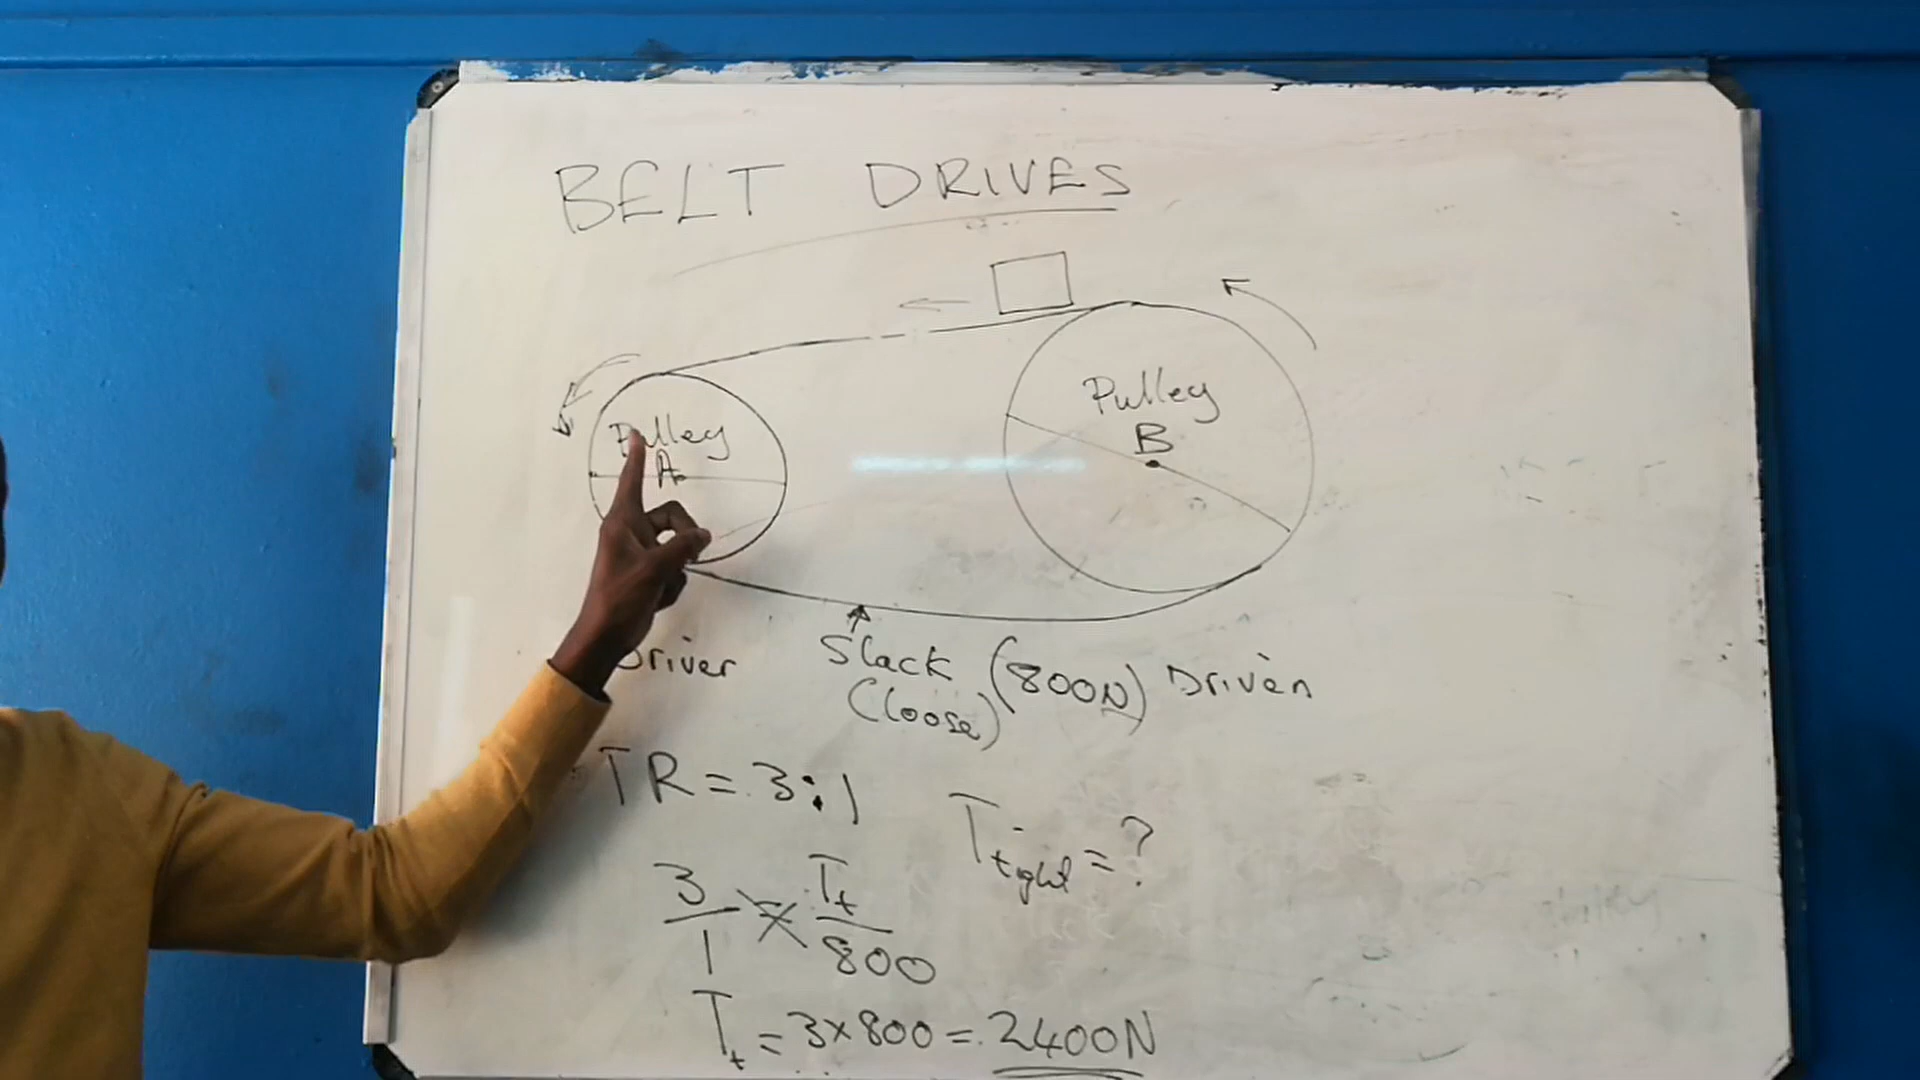 BELT DRIVES
Pulley
A
Pulley
B
Driver
Slack (800N)
(loose)
Driven
TR = 3:1
T tight = ?
3/1 = Tt/800
Tt = 3×800 = 2400N